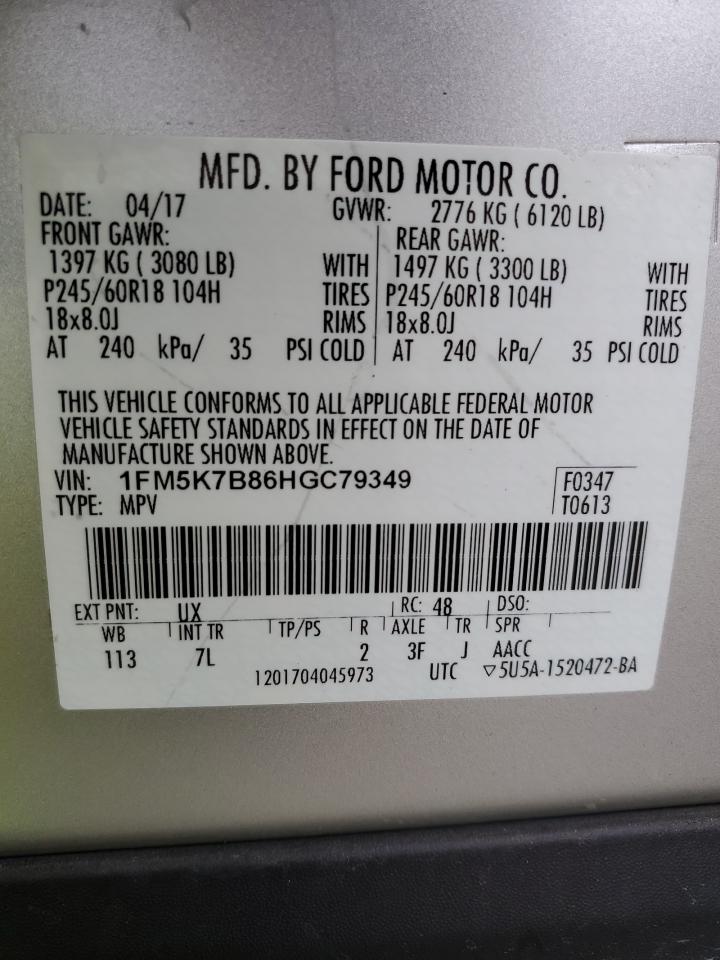 MFD. BY FORD MOTOR CO.
DATE: 04/17 GVWR: 2776 KG ( 6120 LB)
FRONT GAWR: REAR GAWR:
1397 KG ( 3080 LB) WITH 1497 KG ( 3300 LB) WITH
P245/60R18 104H TIRES P245/60R18 104H TIRES
18x8.0J RIMS 18x8.0J RIMS
AT 240 kPa/ 35 PSI COLD AT 240 kPa/ 35 PSI COLD
THIS VEHICLE CONFORMS TO ALL APPLICABLE FEDERAL MOTOR
VEHICLE SAFETY STANDARDS IN EFFECT ON THE DATE OF
MANUFACTURE SHOWN ABOVE.
VIN: 1FM5K7B86HGC79349 F0347
TYPE: MPV T0613
EXT PNT: UX RC: 48 DSO:
WB INT TR TP/PS R AXLE TR SPR
113 7L 2 3F J AACC
1201704045973 UTC ▽5U5A-1520472-BA